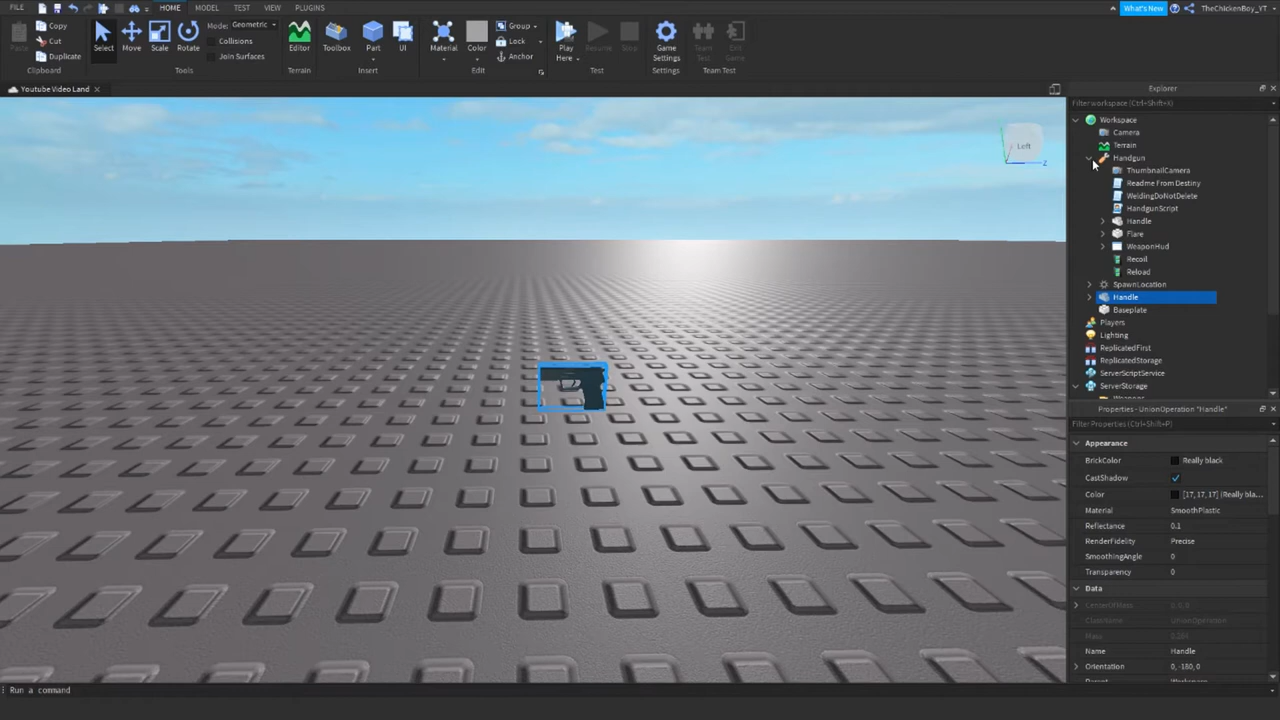 FILE HOME MODEL TEST VIEW PLUGINS What's New TheChickenBoy_YT
Paste Copy Cut Duplicate Clipboard
Select Move Scale Rotate Mode: Geometric Collisions Join Surfaces Tools
Editor Terrain
Toolbox Part UI Insert
Material Color Group Lock Anchor Edit
Play Here Resume Stop Test
Game Settings Settings
Team Test Exit Game Team Test
Youtube Video Land
Left
Z
Explorer
Filter workspace (Ctrl+Shift+X)
Workspace
Camera
Terrain
Handgun
ThumbnailCamera
Readme From Destiny
WeldingDoNotDelete
HandgunScript
Handle
Flare
WeaponHud
Recoil
Reload
SpawnLocation
Handle
Baseplate
Players
Lighting
ReplicatedFirst
ReplicatedStorage
ServerScriptService
ServerStorage
Properties - UnionOperation "Handle"
Filter Properties (Ctrl+Shift+P)
Appearance
BrickColor Really black
CastShadow
Color [17, 17, 17] (Really bla...
Material SmoothPlastic
Reflectance 0.1
RenderFidelity Precise
SmoothingAngle 0
Transparency 0
Data
CenterOfMass 0, 0, 0
ClassName UnionOperation
Mass 0.284
Name Handle
Orientation 0, -180, 0
Run a command